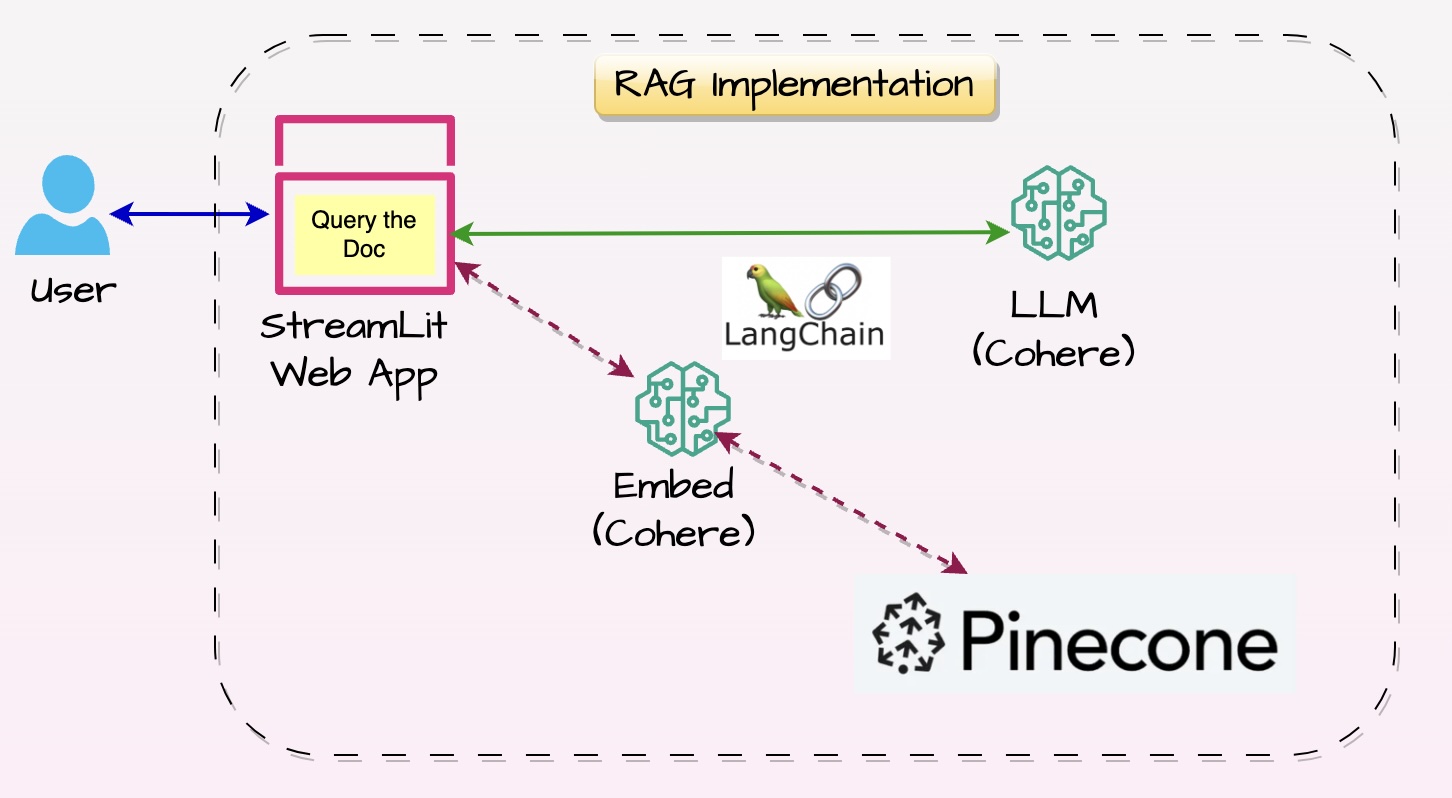 RAG Implementation
Query the
Doc
User
StreamLit
Web App
LangChain
LLM
(Cohere)
Embed
(Cohere)
Pinecone